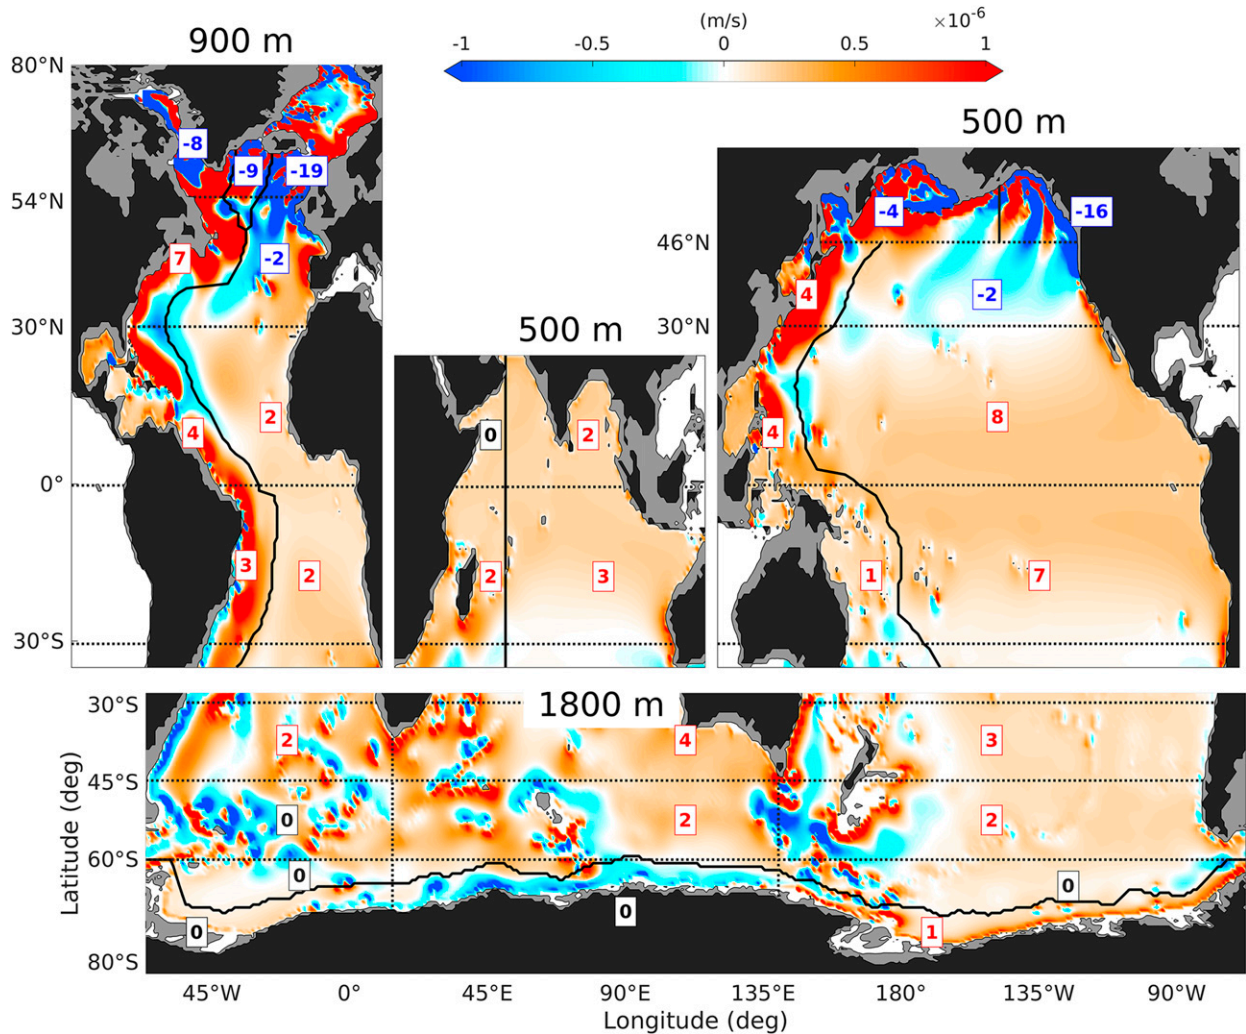 (m/s)
×10⁻⁶
-1 -0.5 0 0.5 1
900 m
80°N
54°N
30°N
0°
30°S
-8
-9
-19
7
-2
2
4
3
2
500 m
0
2
2
3
500 m
46°N
30°N
0°
30°S
-4
-16
4
-2
8
4
1
7
1800 m
30°S
45°S
60°S
80°S
2
4
3
0
2
2
0
0
0
0
1
Latitude (deg)
45°W 0° 45°E 90°E 135°E 180° 135°W 90°W
Longitude (deg)